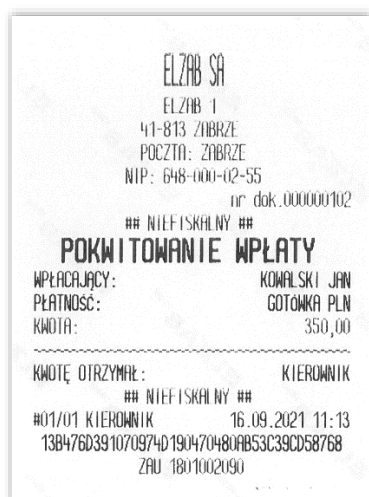 ELZAB SA
ELZAB 1
41-813 ZABRZE
POCZTA: ZABRZE
NIP: 648-000-02-55
nr dok.000000102
## NIEFISKALNY ##
POKWITOWANIE WPŁATY
WPŁACAJĄCY: KOWALSKI JAN
PŁATNOŚĆ: GOTÓWKA PLN
KWOTA: 350,00
KWOTĘ OTRZYMAŁ: KIEROWNIK
## NIEFISKALNY ##
#01/01 KIEROWNIK 16.09.2021 11:13
13B476D391070974D190470480AB53C39CD58768
ZAU 1801002090